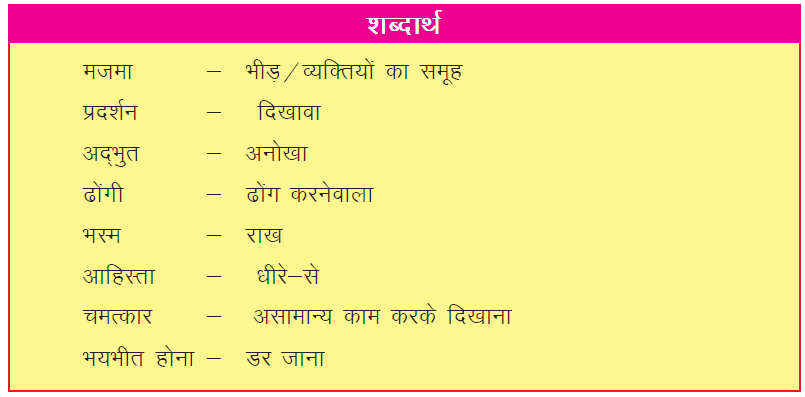 शब्दार्थ
मजमा – भीड़/व्यक्तियों का समूह
प्रदर्शन – दिखावा
अद्‌भुत – अनोखा
ढोंगी – ढोंग करनेवाला
भस्म – राख
आहिस्ता – धीरे–से
चमत्कार – असामान्य काम करके दिखाना
भयभीत होना – डर जाना